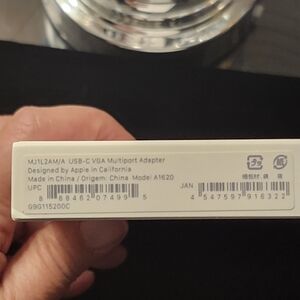 MJ1L2AM/A USB-C VGA Multiport Adapter
Designed by Apple in California
Made in China / Origem: China Model A1620
UPC
JAN
8 88462 07499 5
4 547597 916322
G9G115200C